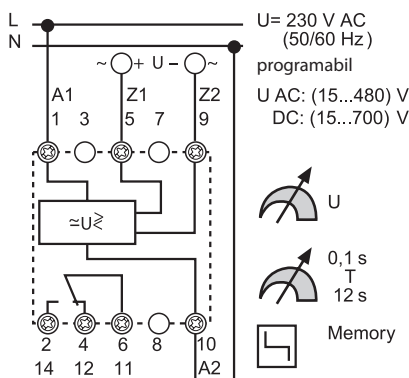 L
U= 230 V AC
N
(50/60 Hz)
~ + U – ~
programabil
A1 Z1 Z2
U AC: (15...480) V
1 3 5 7 9
DC: (15...700) V
≃U≷
U
0,1 s
T
12 s
2 4 6 8 10
Memory
14 12 11 A2